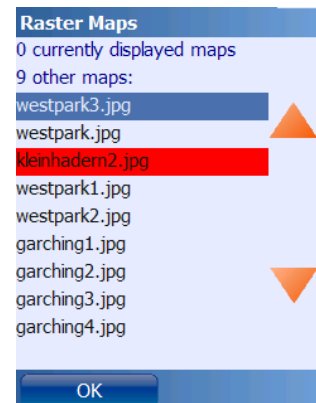 Raster Maps
0 currently displayed maps
9 other maps:
westpark3.jpg
westpark.jpg
kleinhadern2.jpg
westpark1.jpg
westpark2.jpg
garching1.jpg
garching2.jpg
garching3.jpg
garching4.jpg
OK